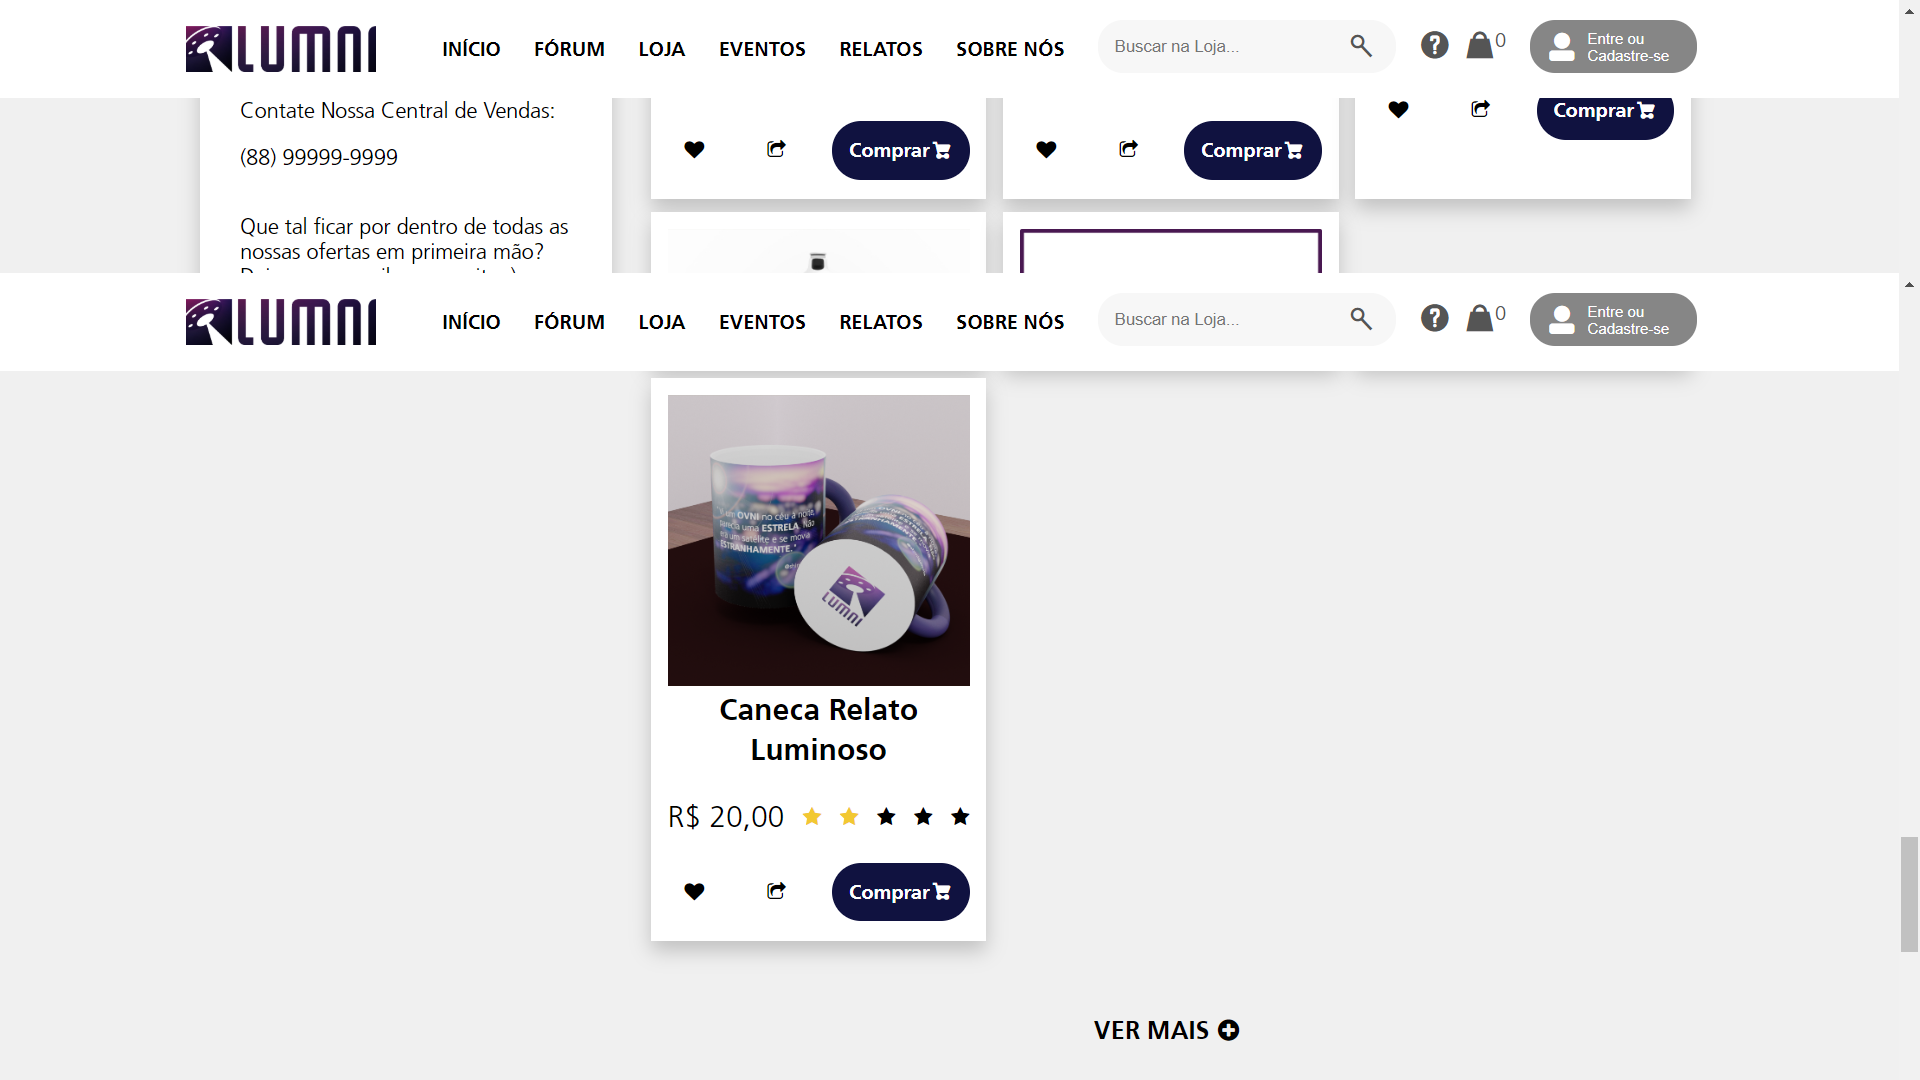 LUMNI
INÍCIO FÓRUM LOJA EVENTOS RELATOS SOBRE NÓS
Buscar na Loja...
0
Entre ou
Cadastre-se
Contate Nossa Central de Vendas:
(88) 99999-9999
Que tal ficar por dentro de todas as
nossas ofertas em primeira mão?
Comprar
Comprar
Comprar
LUMNI
INÍCIO FÓRUM LOJA EVENTOS RELATOS SOBRE NÓS
Buscar na Loja...
0
Entre ou
Cadastre-se
um OVNI no céu à noite,
parecia uma ESTRELA. Não
era um satélite e se movia
ESTRANHAMENTE."
LUMNI
Caneca Relato
Luminoso
R$ 20,00
Comprar
VER MAIS